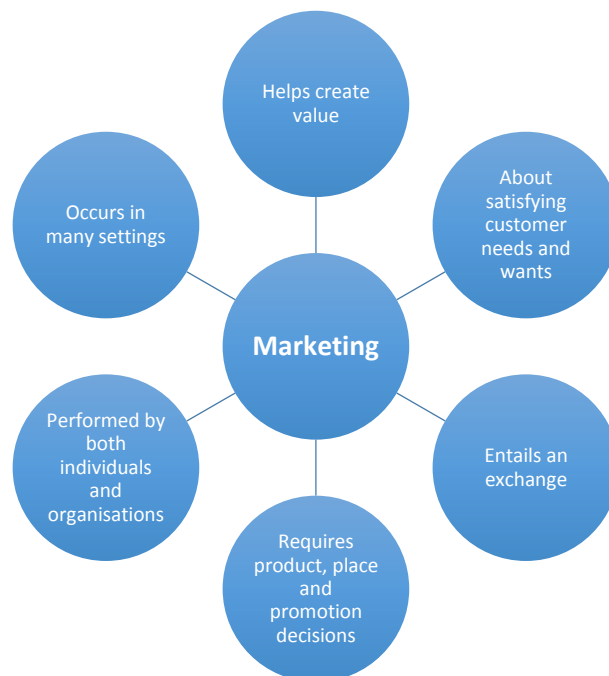 Helps create
value
About
satisfying
customer
needs and
wants
Entails an
exchange
Requires
product, place
and
promotion
decisions
Performed by
both
individuals
and
organisations
Occurs in
many settings
Marketing